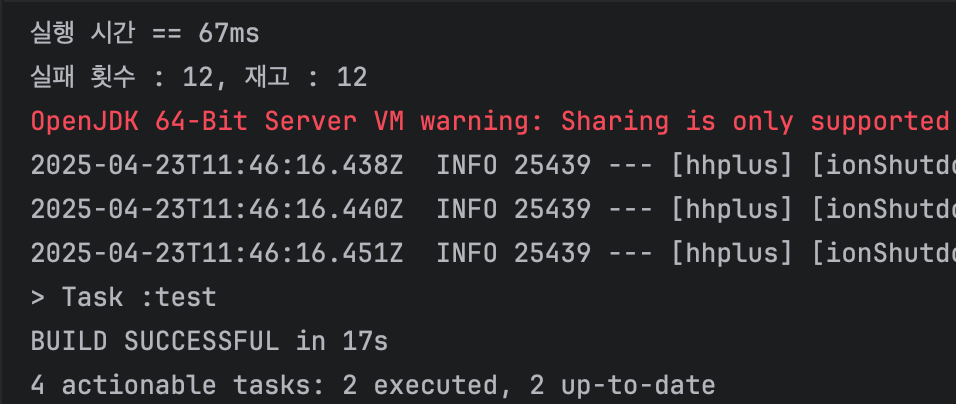 실행 시간 == 67ms
실패 횟수 : 12, 재고 : 12
OpenJDK 64-Bit Server VM warning: Sharing is only supported
2025-04-23T11:46:16.438Z  INFO 25439 --- [hhplus] [ionShutdo
2025-04-23T11:46:16.440Z  INFO 25439 --- [hhplus] [ionShutdo
2025-04-23T11:46:16.451Z  INFO 25439 --- [hhplus] [ionShutdo
> Task :test
BUILD SUCCESSFUL in 17s
4 actionable tasks: 2 executed, 2 up-to-date